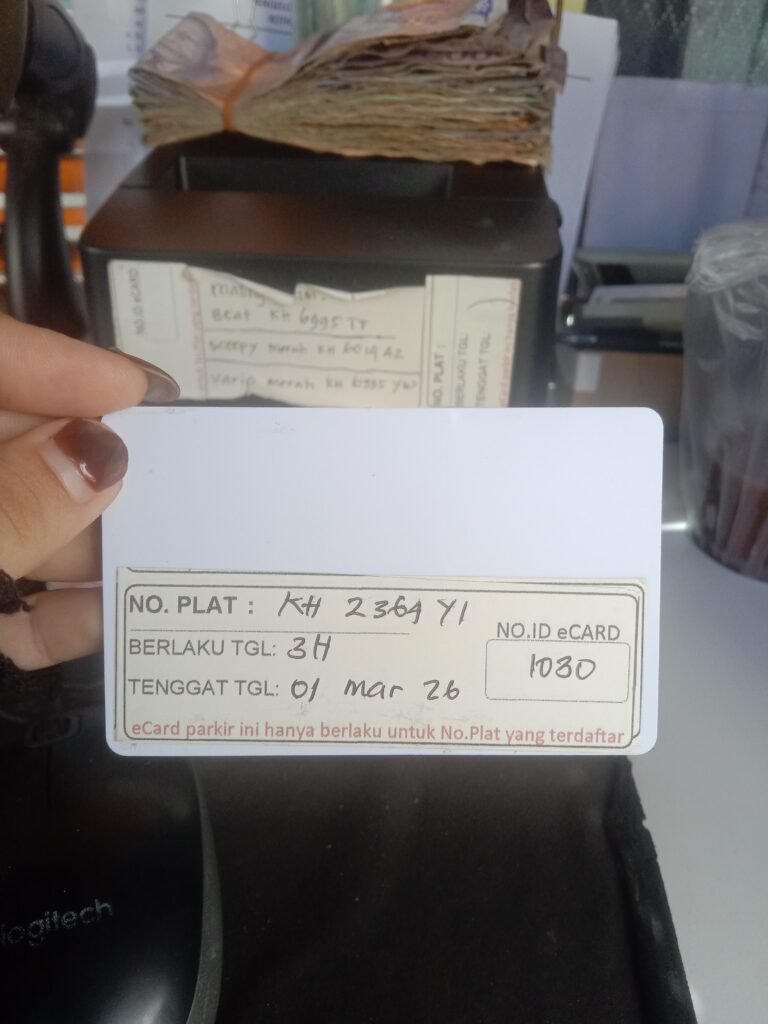 NO.ID eCARD
Beat KH 6995 TT
scoopy merah KH 6014 AZ
Vario merah KH 6995 YW
NO. PLAT :
BERLAKU TGL:
TENGGAT TGL:
NO. PLAT : KH 2364 YI
BERLAKU TGL: 3H
TENGGAT TGL: 01 Mar 26
NO.ID eCARD
1030
eCard parkir ini hanya berlaku untuk No.Plat yang terdaftar
logitech